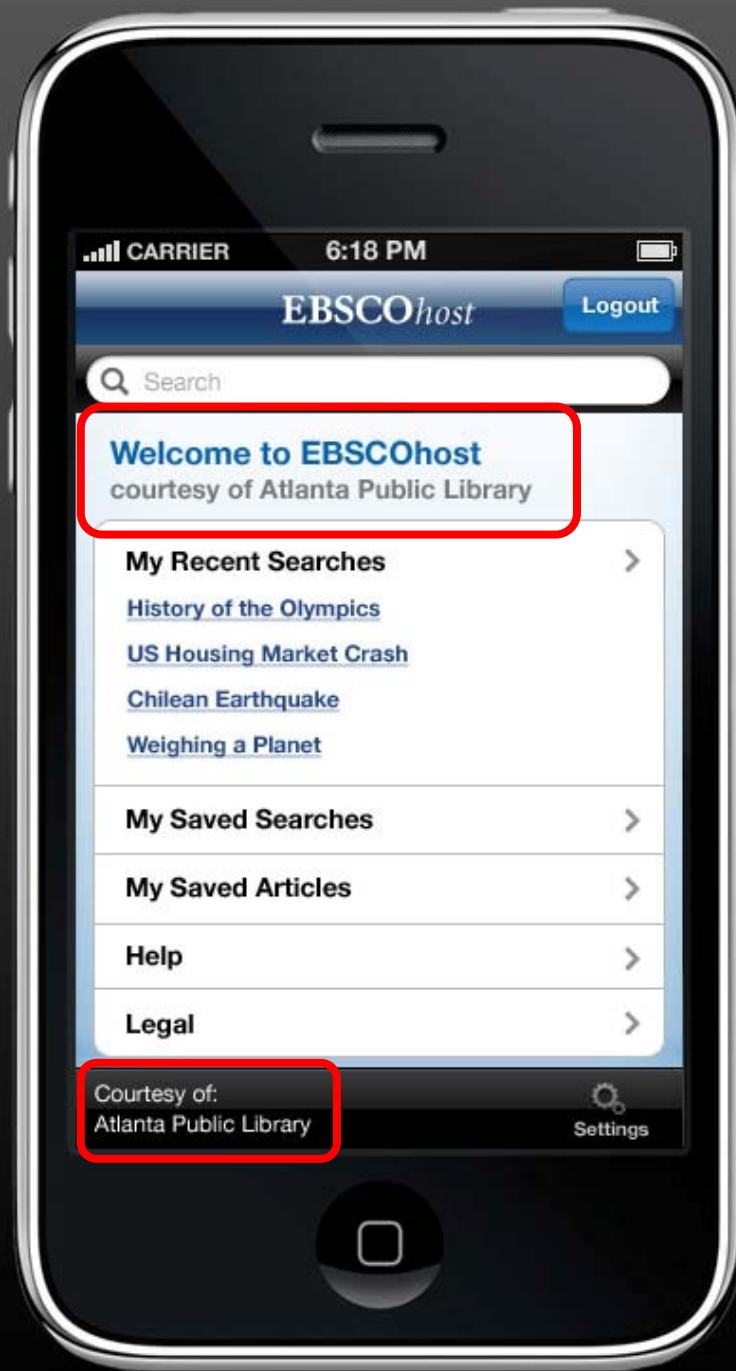 CARRIER 6:18 PM
EBSCOhost Logout
Search
Welcome to EBSCOhost
courtesy of Atlanta Public Library
My Recent Searches
History of the Olympics
US Housing Market Crash
Chilean Earthquake
Weighing a Planet
My Saved Searches
My Saved Articles
Help
Legal
Courtesy of:
Atlanta Public Library
Settings